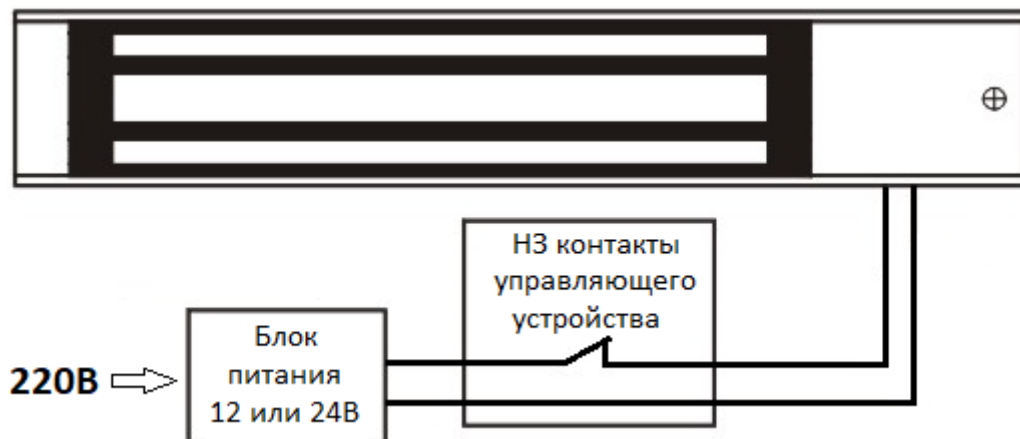 НЗ контакты
управляющего
устройства
Блок
питания
12 или 24В
220В